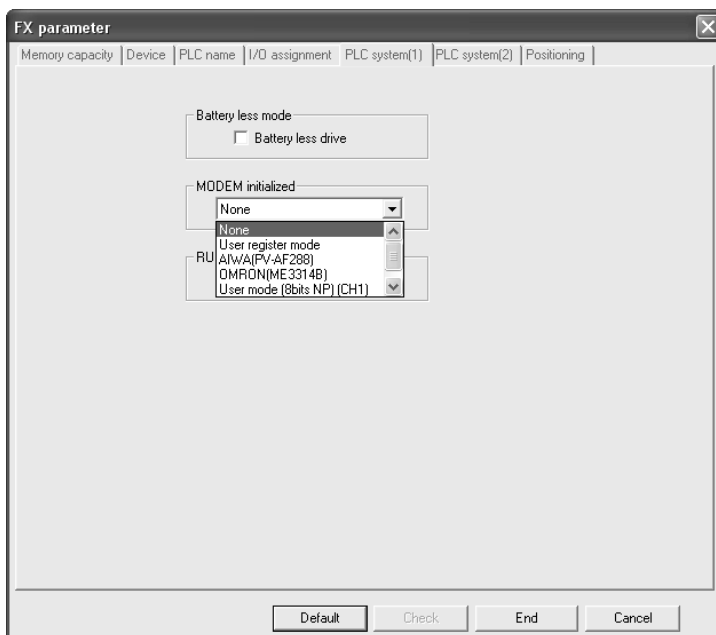 FX parameter
Memory capacity Device PLC name I/O assignment PLC system(1) PLC system(2) Positioning
Battery less mode
Battery less drive
MODEM initialized
None
None
User register mode
RU
AIWA(PV-AF288)
OMRON(ME3314B)
User mode (8bits NP) (CH1)
Default Check End Cancel